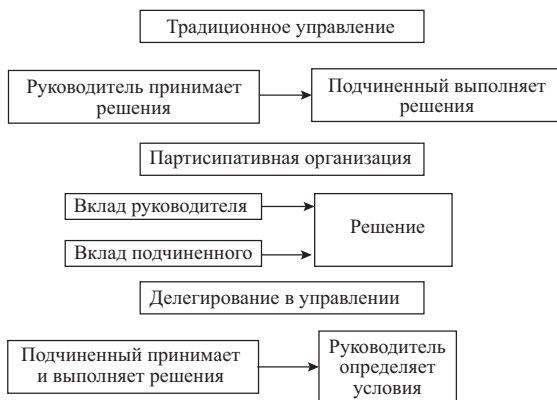 Традиционное управление
Руководитель принимает
решения
Подчиненный выполняет
решения
Партисипативная организация
Вклад руководителя
Вклад подчиненного
Решение
Делегирование в управлении
Подчиненный принимает
и выполняет решения
Руководитель
определяет
условия